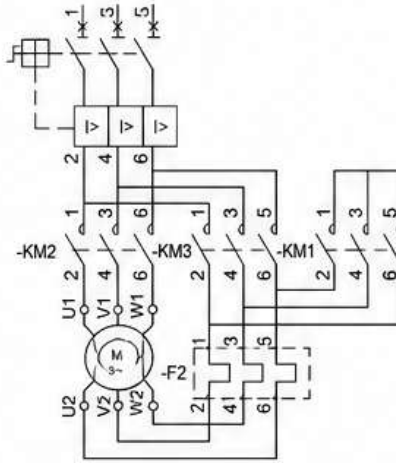 1 3 5
I> I> I>
2 4 6
1 3 6 1 3 5 1 3 5
-KM2 -KM3 -KM1
2 4 6 2 4 6 2 4 6
U1 V1 W1
M
3~
-F2
1 3 5
2 4 6
U2 V2 W2